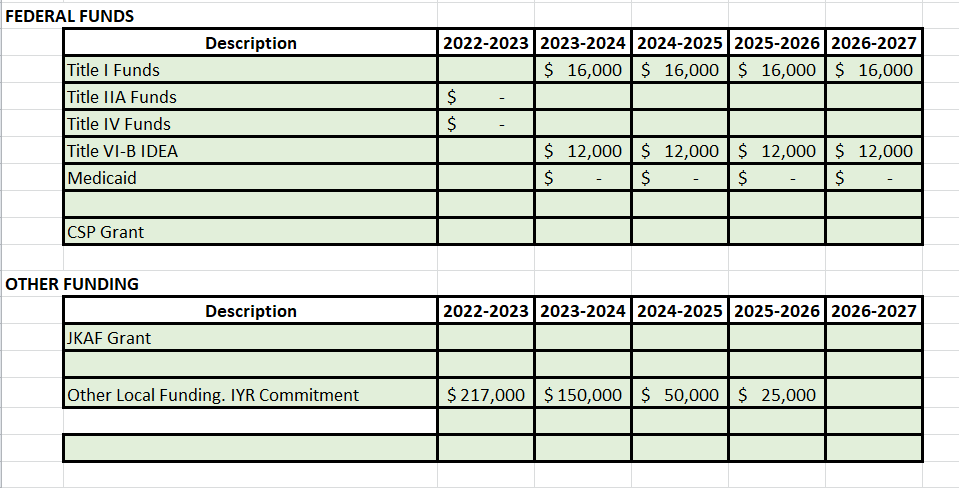 FEDERAL FUNDS
Description 2022-2023 2023-2024 2024-2025 2025-2026 2026-2027
Title I Funds $ 16,000 $ 16,000 $ 16,000 $ 16,000
Title IIA Funds $ -
Title IV Funds $ -
Title VI-B IDEA $ 12,000 $ 12,000 $ 12,000 $ 12,000
Medicaid $ - $ - $ - $ -
CSP Grant
OTHER FUNDING
Description 2022-2023 2023-2024 2024-2025 2025-2026 2026-2027
JKAF Grant
Other Local Funding. IYR Commitment $ 217,000 $ 150,000 $ 50,000 $ 25,000